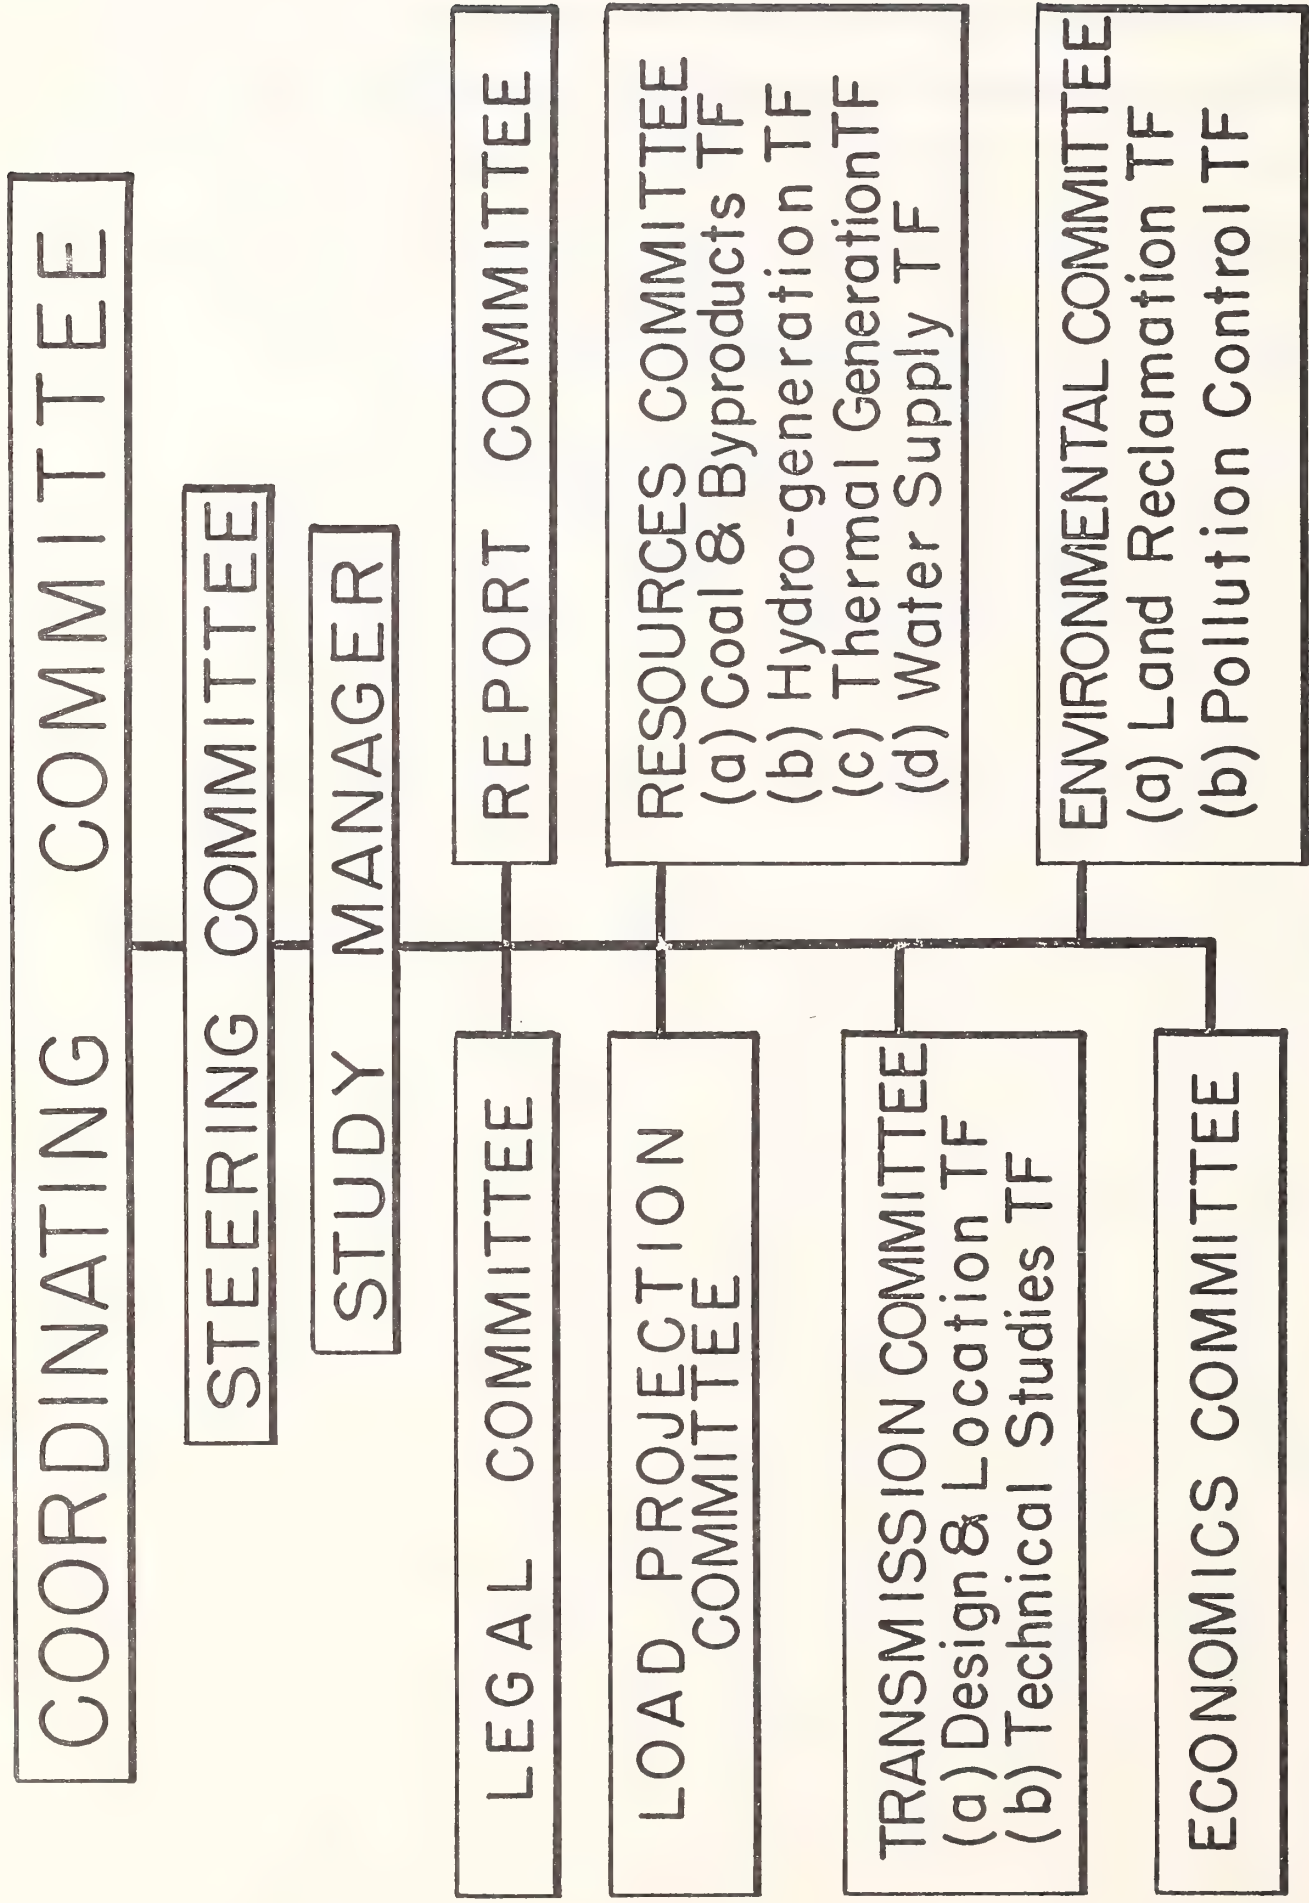 COORDINATING COMMITTEE
STEERING COMMITTEE
STUDY MANAGER
LEGAL COMMITTEE
REPORT COMMITTEE
LOAD PROJECTION
COMMITTEE
RESOURCES COMMITTEE
(a) Coal & Byproducts TF
(b) Hydro-generation TF
(c) Thermal Generation TF
(d) Water Supply TF
TRANSMISSION COMMITTEE
(a) Design & Location TF
(b) Technical Studies TF
ENVIRONMENTAL COMMITTEE
(a) Land Reclamation TF
(b) Pollution Control TF
ECONOMICS COMMITTEE